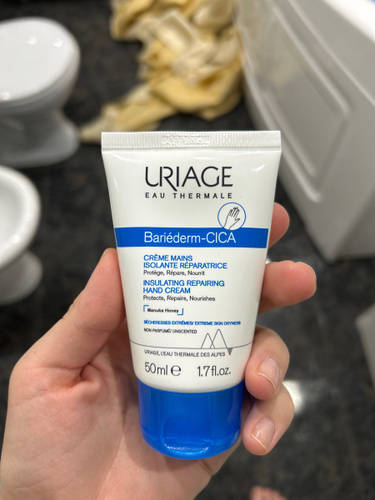 URIAGE
EAU THERMALE
Bariéderm-CICA
CRÈME MAINS
ISOLANTE RÉPARATRICE
Protège, Répare, Nourrit
INSULATING REPAIRING
HAND CREAM
Protects, Repairs, Nourishes
Manuka Honey
SÉCHERESSES EXTRÊMES/ EXTREME SKIN DRYNESS
NON PARFUMÉ/ UNSCENTED
URIAGE, L'EAU THERMALE DES ALPES
50ml e 1.7fl.oz.